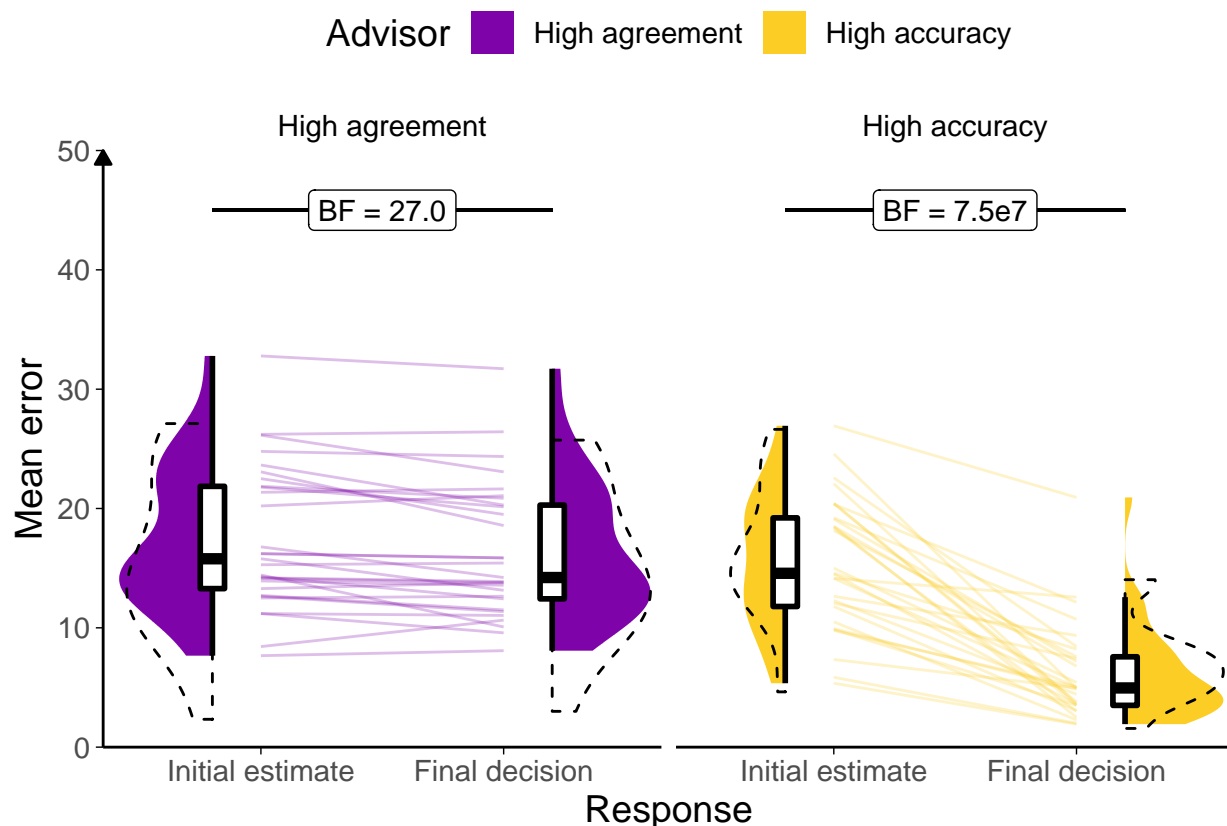 Advisor High agreement High accuracy
High agreement High accuracy
50
BF = 27.0 BF = 7.5e7
40
30
20
10
0
Mean error
Initial estimate Final decision Initial estimate Final decision
Response